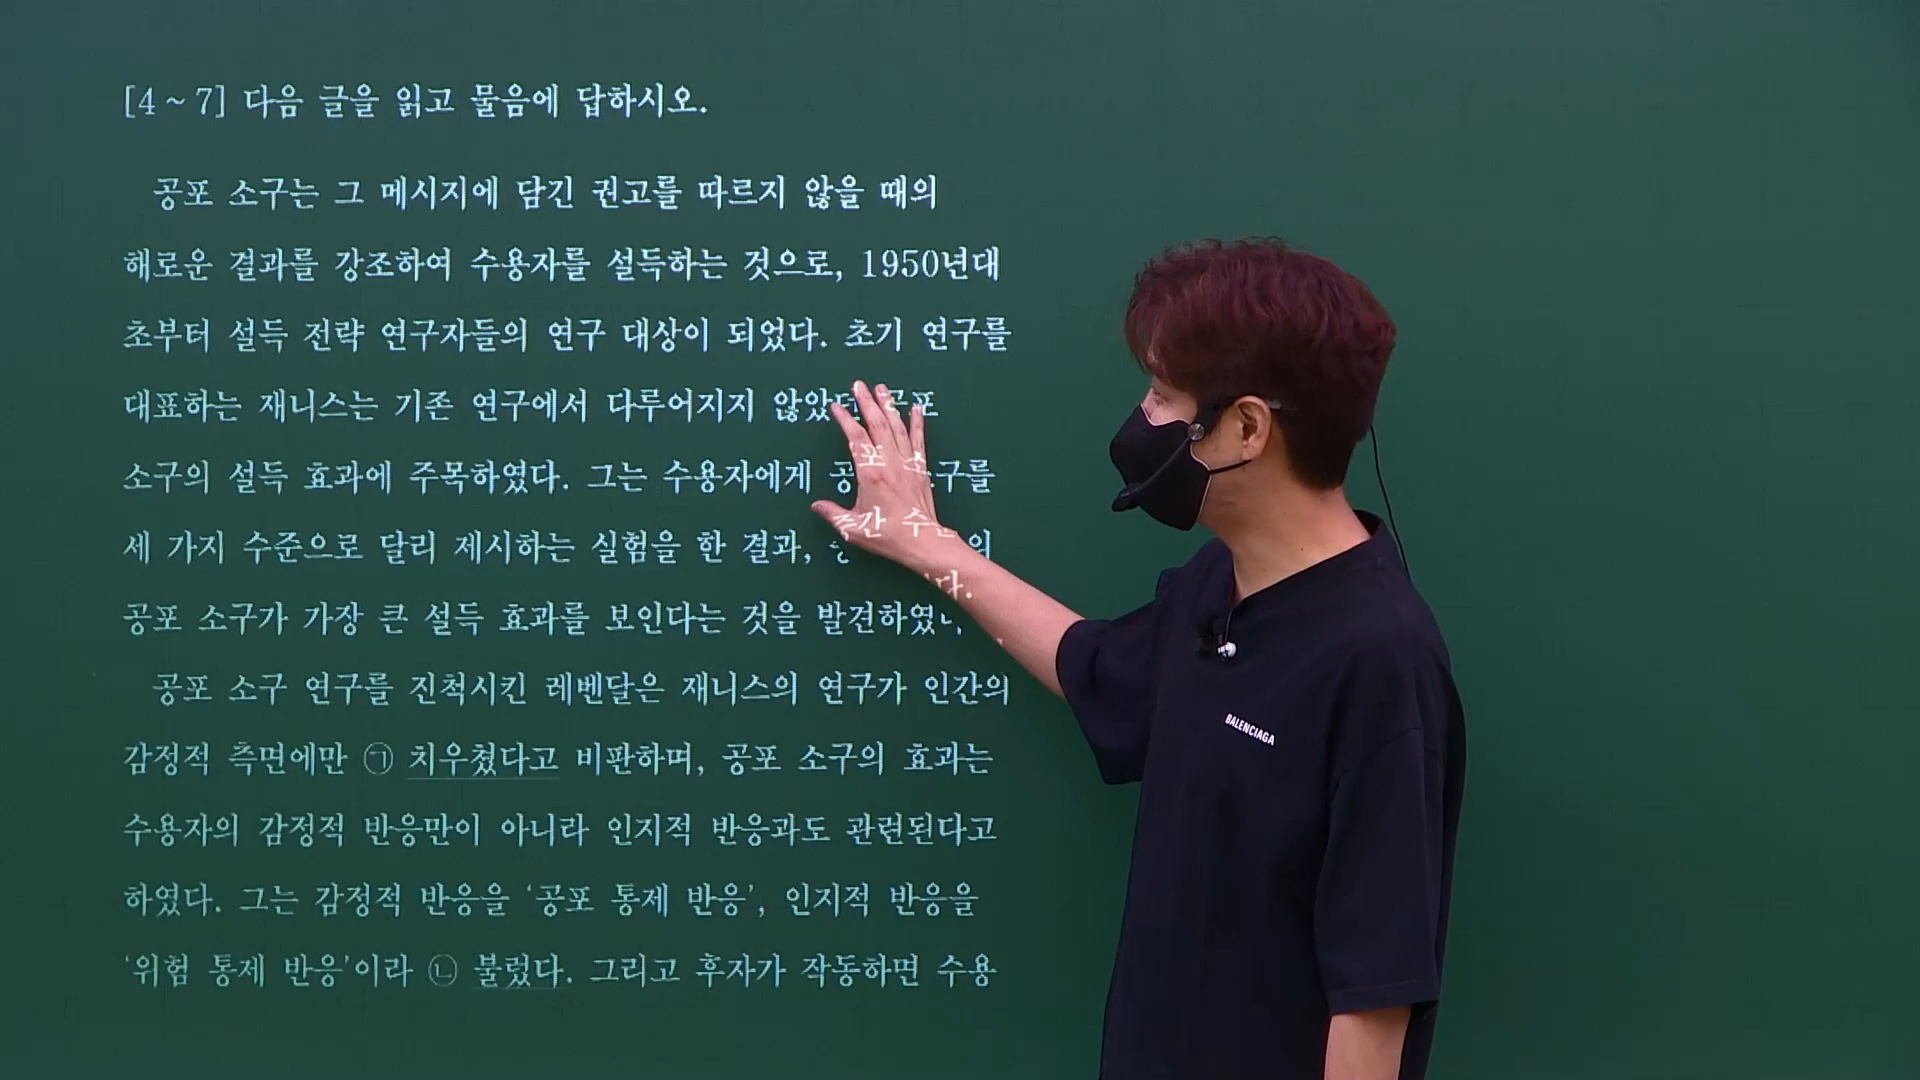 [4 ~ 7] 다음 글을 읽고 물음에 답하시오.
공포 소구는 그 메시지에 담긴 권고를 따르지 않을 때의
해로운 결과를 강조하여 수용자를 설득하는 것으로, 1950년대
초부터 설득 전략 연구자들의 연구 대상이 되었다. 초기 연구를
대표하는 재니스는 기존 연구에서 다루어지지 않았던 공포
소구의 설득 효과에 주목하였다. 그는 수용자에게 공포 소구를
세 가지 수준으로 달리 제시하는 실험을 한 결과, 중간 수준의
공포 소구가 가장 큰 설득 효과를 보인다는 것을 발견하였다.
공포 소구 연구를 진척시킨 레벤달은 재니스의 연구가 인간의
감정적 측면에만 ㉠ 치우쳤다고 비판하며, 공포 소구의 효과는
수용자의 감정적 반응만이 아니라 인지적 반응과도 관련된다고
하였다. 그는 감정적 반응을 ‘공포 통제 반응’, 인지적 반응을
‘위험 통제 반응’이라 ㉡ 불렀다. 그리고 후자가 작동하면 수용
BALENCIAGA